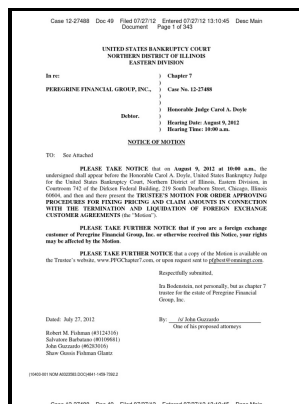 Case 12-27488 Doc 49 Filed 07/27/12 Entered 07/27/12 13:10:45 Desc Main
Document Page 1 of 343
UNITED STATES BANKRUPTCY COURT
NORTHERN DISTRICT OF ILLINOIS
EASTERN DIVISION
In re: ) Chapter 7
)
PEREGRINE FINANCIAL GROUP, INC., ) Case No. 12-27488
)
) Honorable Judge Carol A. Doyle
Debtor. )
) Hearing Date: August 9, 2012
) Hearing Time: 10:00 a.m.
NOTICE OF MOTION
TO: See Attached
PLEASE TAKE NOTICE that on August 9, 2012 at 10:00 a.m., the
undersigned shall appear before the Honorable Carol A. Doyle, United States Bankruptcy Judge
for the United States Bankruptcy Court, Northern District of Illinois, Eastern Division, in
Courtroom 742 of the Dirksen Federal Building, 219 South Dearborn Street, Chicago, Illinois
60604, and then and there present the TRUSTEE'S MOTION FOR ORDER APPROVING
PROCEDURES FOR FIXING PRICING AND CLAIM AMOUNTS IN CONNECTION
WITH THE TERMINATION AND LIQUIDATION OF FOREIGN EXCHANGE
CUSTOMER AGREEMENTS (the "Motion").
PLEASE TAKE FURTHER NOTICE that if you are a foreign exchange
customer of Peregrine Financial Group, Inc. or otherwise received this Notice, your rights
may be affected by the Motion.
PLEASE TAKE FURTHER NOTICE that a copy of the Motion is available on
the Trustee's website, www.PFGChapter7.com, or upon request sent to pfgbest@omnimgt.com.
Respectfully submitted,
Ira Bodenstein, not personally, but as chapter 7
trustee for the estate of Peregrine Financial
Group, Inc.
Dated: July 27, 2012 By: /s/ John Guzzardo
One of his proposed attorneys
Robert M. Fishman (#3124316)
Salvatore Barbatano (#0109681)
John Guzzardo (#6283016)
Shaw Gussis Fishman Glantz